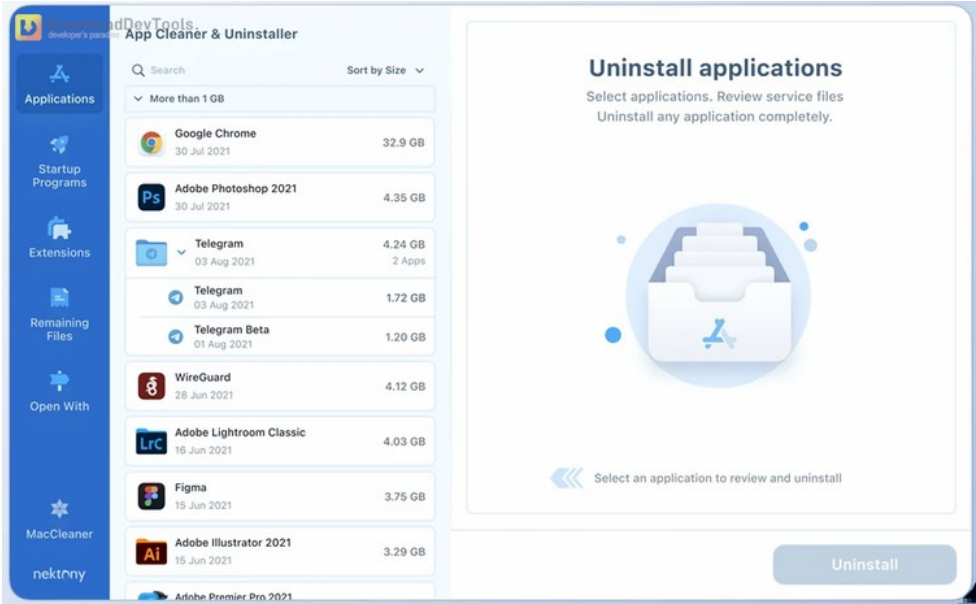 DownloadDevTools.
developer's paradise
App Cleaner & Uninstaller
Applications
Startup
Programs
Extensions
Remaining
Files
Open With
MacCleaner
nektony
Search
Sort by Size
More than 1 GB
Google Chrome
30 Jul 2021
32.9 GB
Ps
Adobe Photoshop 2021
30 Jul 2021
4.35 GB
Telegram
03 Aug 2021
4.24 GB
2 Apps
Telegram
03 Aug 2021
1.72 GB
Telegram Beta
01 Aug 2021
1.20 GB
WireGuard
28 Jun 2021
4.12 GB
LrC
Adobe Lightroom Classic
16 Jun 2021
4.03 GB
Figma
15 Jun 2021
3.75 GB
Ai
Adobe Illustrator 2021
15 Jun 2021
3.29 GB
Adobe Premier Pro 2021
Uninstall applications
Select applications. Review service files
Uninstall any application completely.
Select an application to review and uninstall
Uninstall